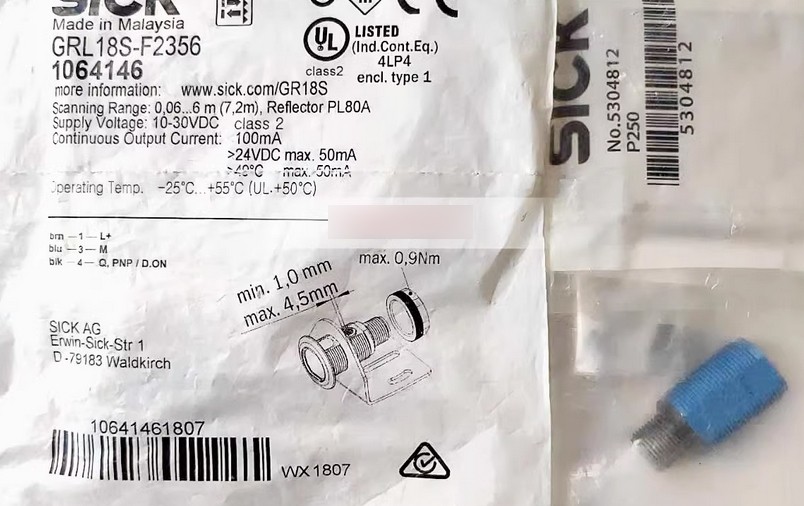 SICK
Made in Malaysia
GRL18S-F2356
1064146
more information: www.sick.com/GR18S
Scanning Range: 0,06...6 m (7,2m), Reflector PL80A
Supply Voltage: 10-30VDC class 2
Continuous Output Current: 100mA
>24VDC max. 50mA
>40°C max. 50mA
Operating Temp. -25°C...+55°C (UL:+50°C)
UL LISTED
(Ind.Cont.Eq.)
4LP4
class2 encl. type 1
CE
brn — 1 — L+
blu — 3 — M
blk — 4 — Q, PNP / D.ON
max. 0,9Nm
min. 1,0 mm
max. 4,5mm
SICK AG
Erwin-Sick-Str 1
D-79183 Waldkirch
10641461807
WX1807
SICK
No.5304812
P250
5304812